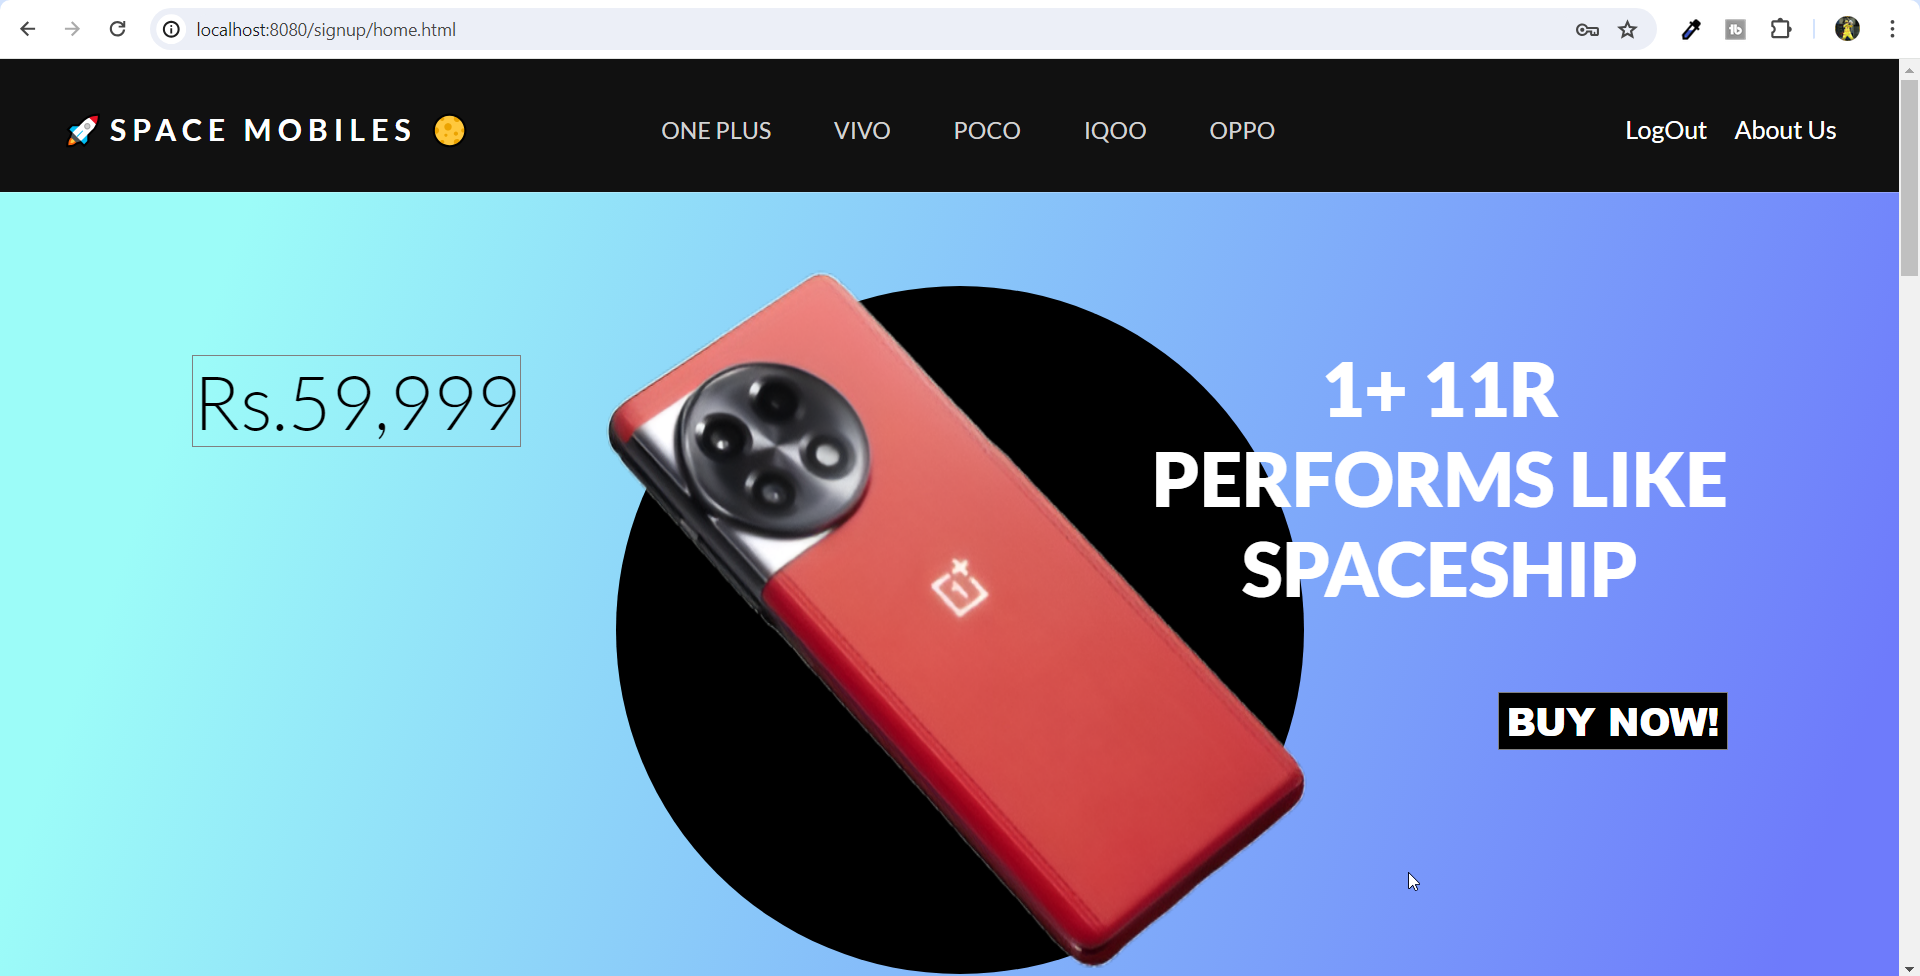 localhost:8080/signup/home.html
🚀 SPACE MOBILES 🌕
ONE PLUS
VIVO
POCO
IQOO
OPPO
LogOut
About Us
Rs.59,999
1+ 11R
PERFORMS LIKE
SPACESHIP
BUY NOW!